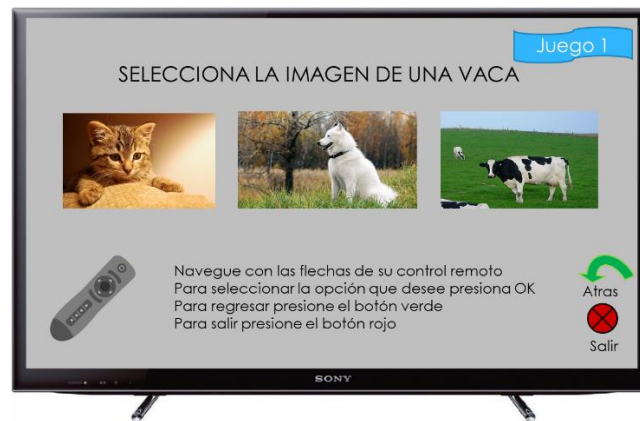 Juego 1
SELECCIONA LA IMAGEN DE UNA VACA
Navegue con las flechas de su control remoto
Para seleccionar la opción que desee presiona OK
Para regresar presione el botón verde
Para salir presione el botón rojo
Atras
Salir
SONY